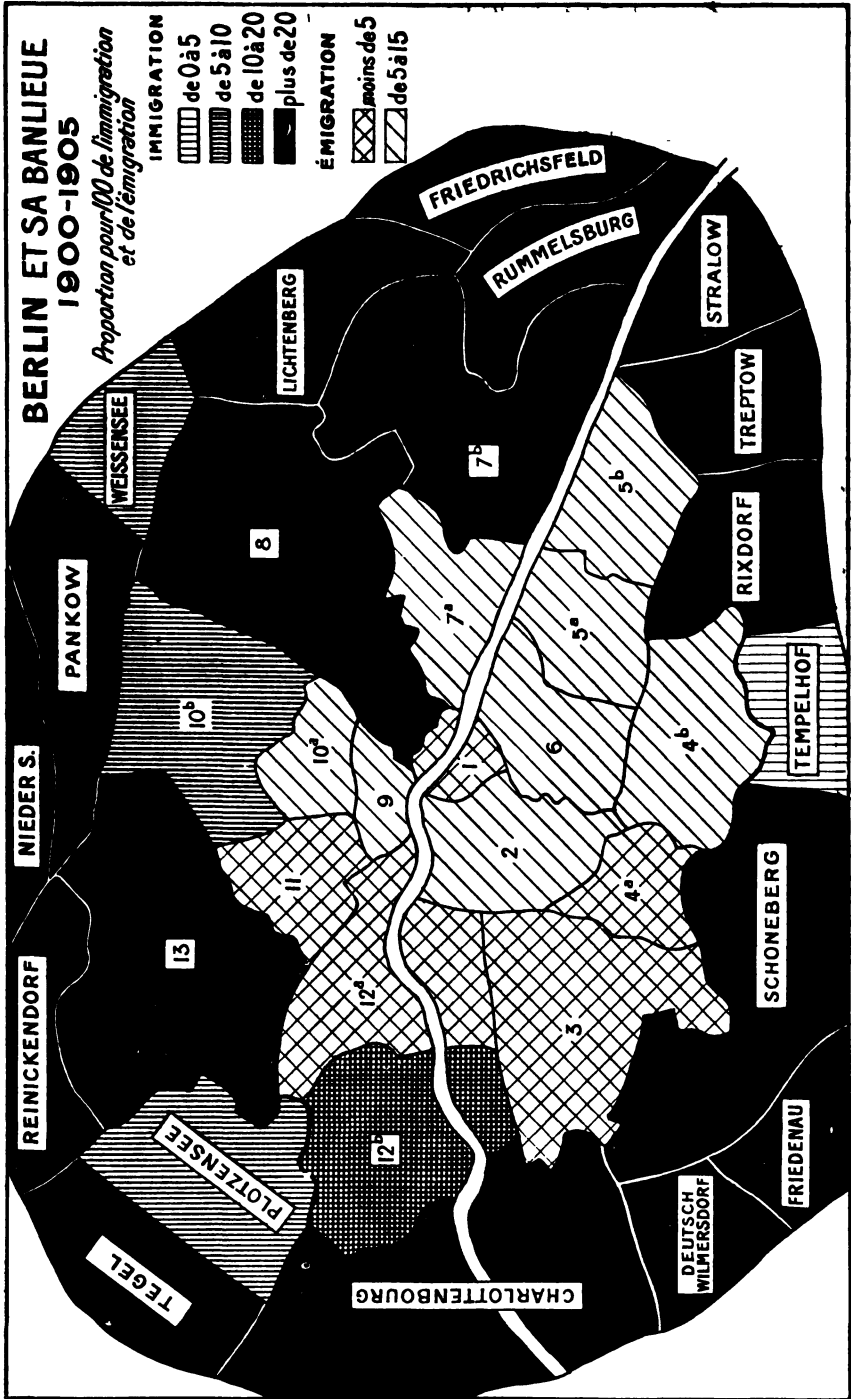 BERLIN ET SA BANLIEUE
1900-1905
Proportion pour 100 de l'immigration
et de l'émigration
IMMIGRATION
de 0 à 5
de 5 à 10
de 10 à 20
plus de 20
ÉMIGRATION
moins de 5
de 5 à 15
REINICKENDORF
NIEDER S.
PANKOW
WEISSENSEE
TEGEL
PLOTZENSEE
13
10b
8
LICHTENBERG
FRIEDRICHSFELD
RUMMELSBURG
11
10a
9
7a
7b
12b
12a
1
CHARLOTTENBOURG
3
2
6
5a
5b
4a
4b
STRALOW
TREPTOW
RIXDORF
TEMPELHOF
SCHÖNEBERG
DEUTSCH
WILMERSDORF
FRIEDENAU